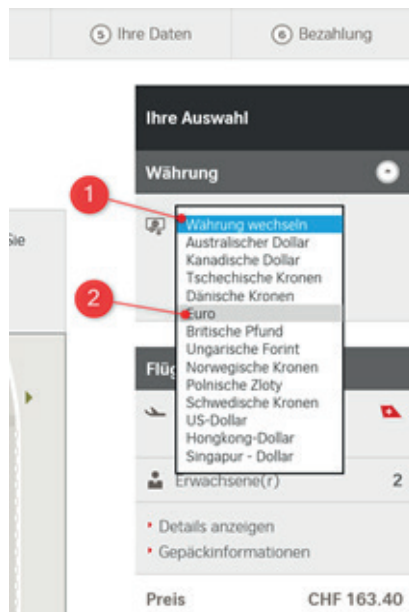 5 Ihre Daten
6 Bezahlung
Ihre Auswahl
Währung
1
Sie
Währung wechseln
Australischer Dollar
Kanadische Dollar
Tschechische Kronen
Dänische Kronen
2
Euro
Britische Pfund
Ungarische Forint
Norwegische Kronen
Polnische Zloty
Schwedische Kronen
US-Dollar
Hongkong-Dollar
Singapur - Dollar
Erwachsene(r) 2
Details anzeigen
Gepäckinformationen
Preis CHF 163.40